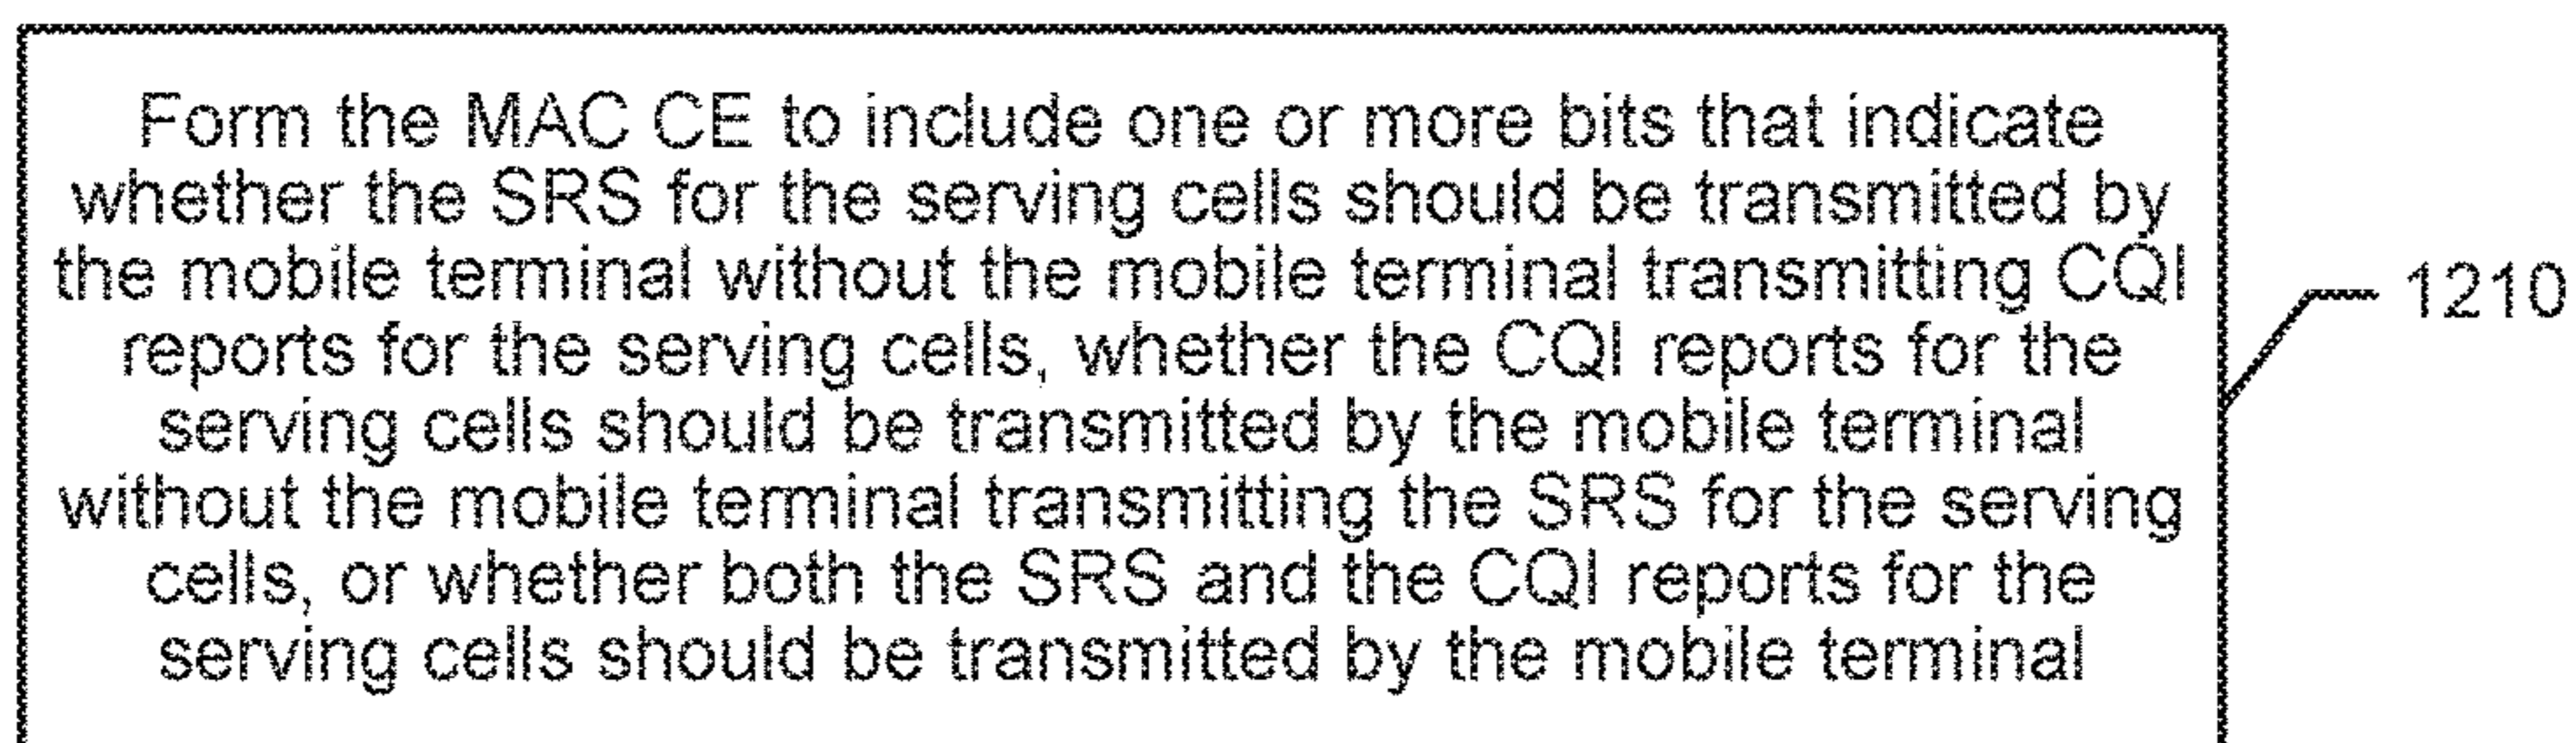 Form the MAC CE to include one or more bits that indicate
whether the SRS for the serving cells should be transmitted by
the mobile terminal without the mobile terminal transmitting CQI
reports for the serving cells, whether the CQI reports for the
serving cells should be transmitted by the mobile terminal
without the mobile terminal transmitting the SRS for the serving
cells, or whether both the SRS and the CQI reports for the
serving cells should be transmitted by the mobile terminal
1210